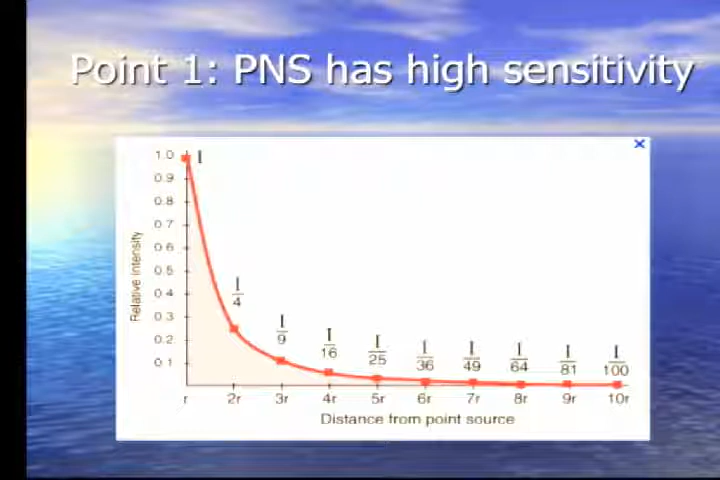 Point 1: PNS has high sensitivity
×
1.0
I
0.9
0.8
0.7
0.6
0.5
0.4
0.3
0.2
0.1
Relative intensity
I/4
I/9
I/16
I/25
I/36
I/49
I/64
I/81
I/100
r 2r 3r 4r 5r 6r 7r 8r 9r 10r
Distance from point source